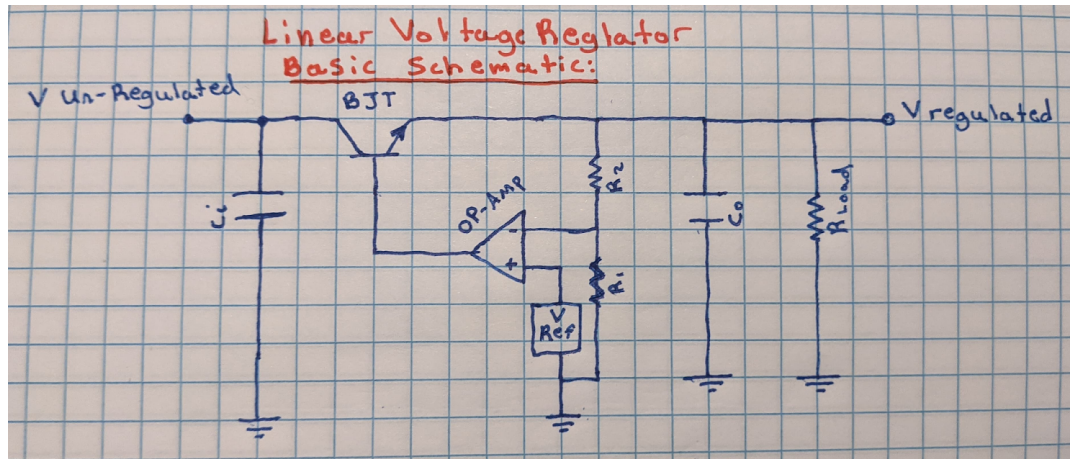 Linear Voltage Reglator
Basic Schematic:
V un-Regulated
BJT
V regulated
OP-AMP
R2
Ci
-
+
R1
Co
RLoad
V
Ref